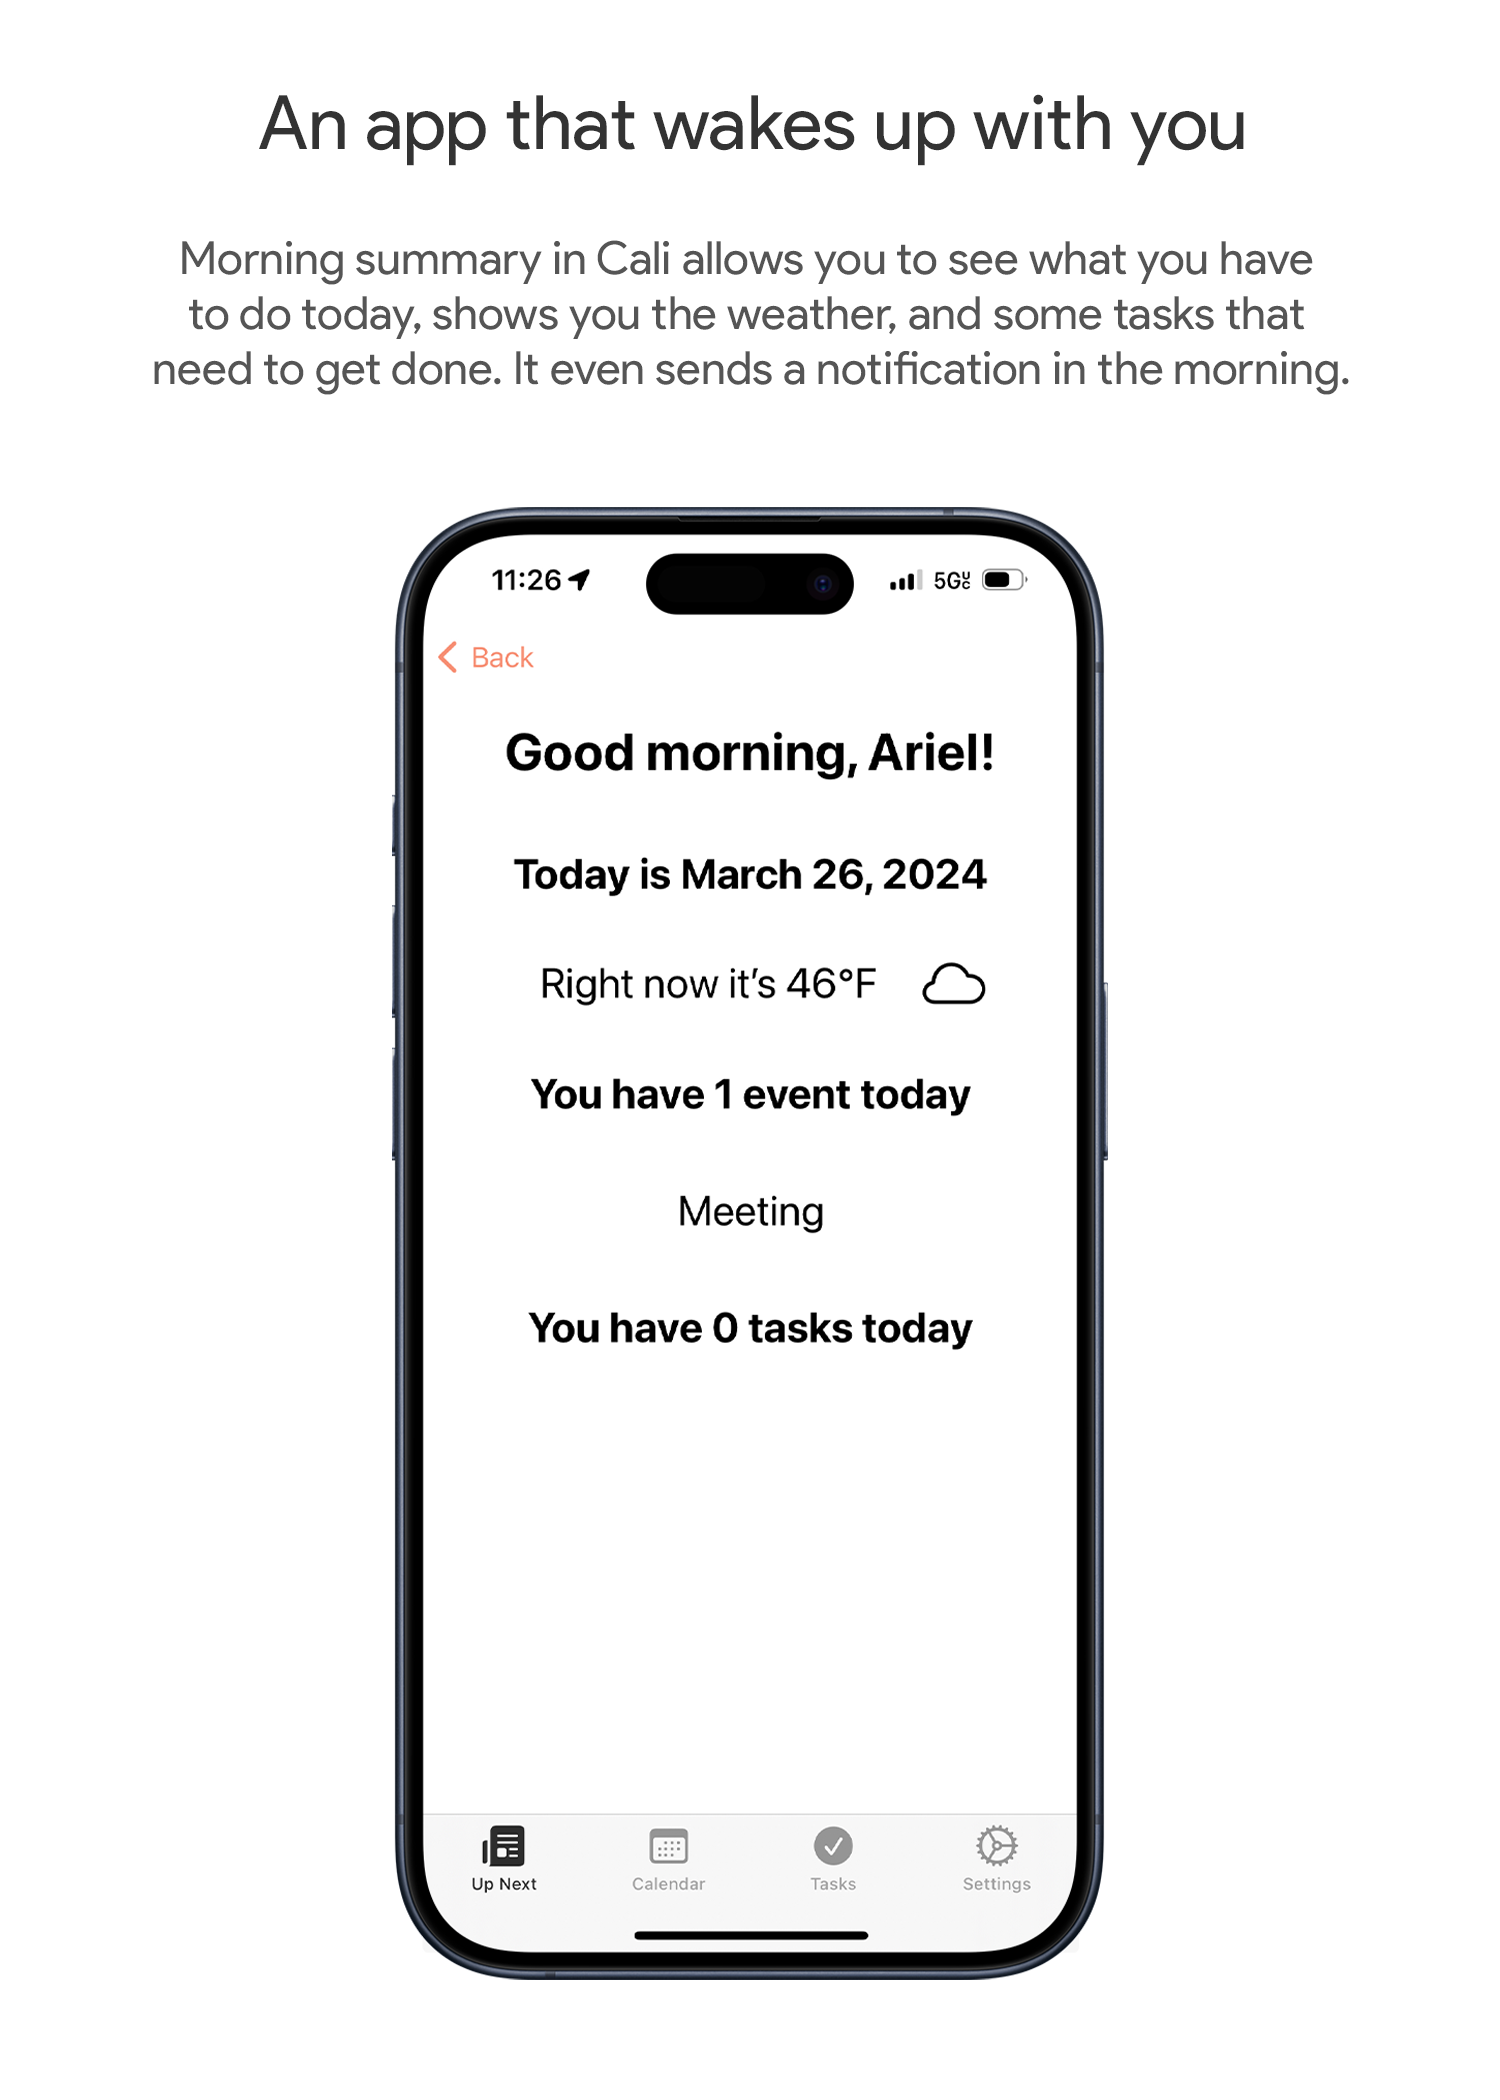 An app that wakes up with you
Morning summary in Cali allows you to see what you have
to do today, shows you the weather, and some tasks that
need to get done. It even sends a notification in the morning.
11:26 5GUC
Back
Good morning, Ariel!
Today is March 26, 2024
Right now it’s 46°F
You have 1 event today
Meeting
You have 0 tasks today
Up Next Calendar Tasks Settings